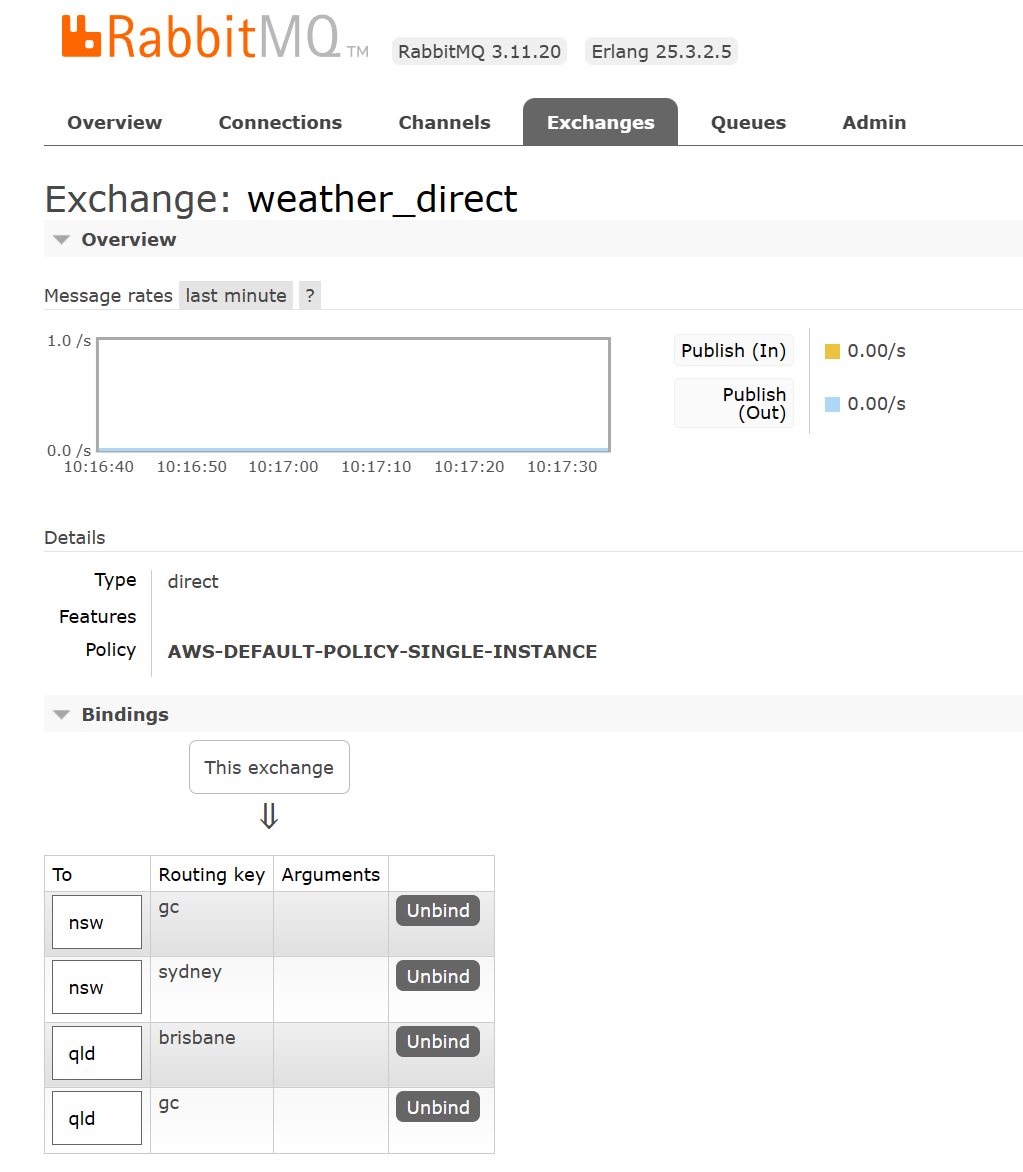 RabbitMQ TM RabbitMQ 3.11.20 Erlang 25.3.2.5
Overview Connections Channels Exchanges Queues Admin
Exchange: weather_direct
Overview
Message rates last minute ?
1.0 /s
0.0 /s
10:16:40 10:16:50 10:17:00 10:17:10 10:17:20 10:17:30
Publish (In) 0.00/s
Publish
(Out) 0.00/s
Details
Type direct
Features
Policy AWS-DEFAULT-POLICY-SINGLE-INSTANCE
Bindings
This exchange
⇓
To Routing key Arguments
nsw gc Unbind
nsw sydney Unbind
qld brisbane Unbind
qld gc Unbind